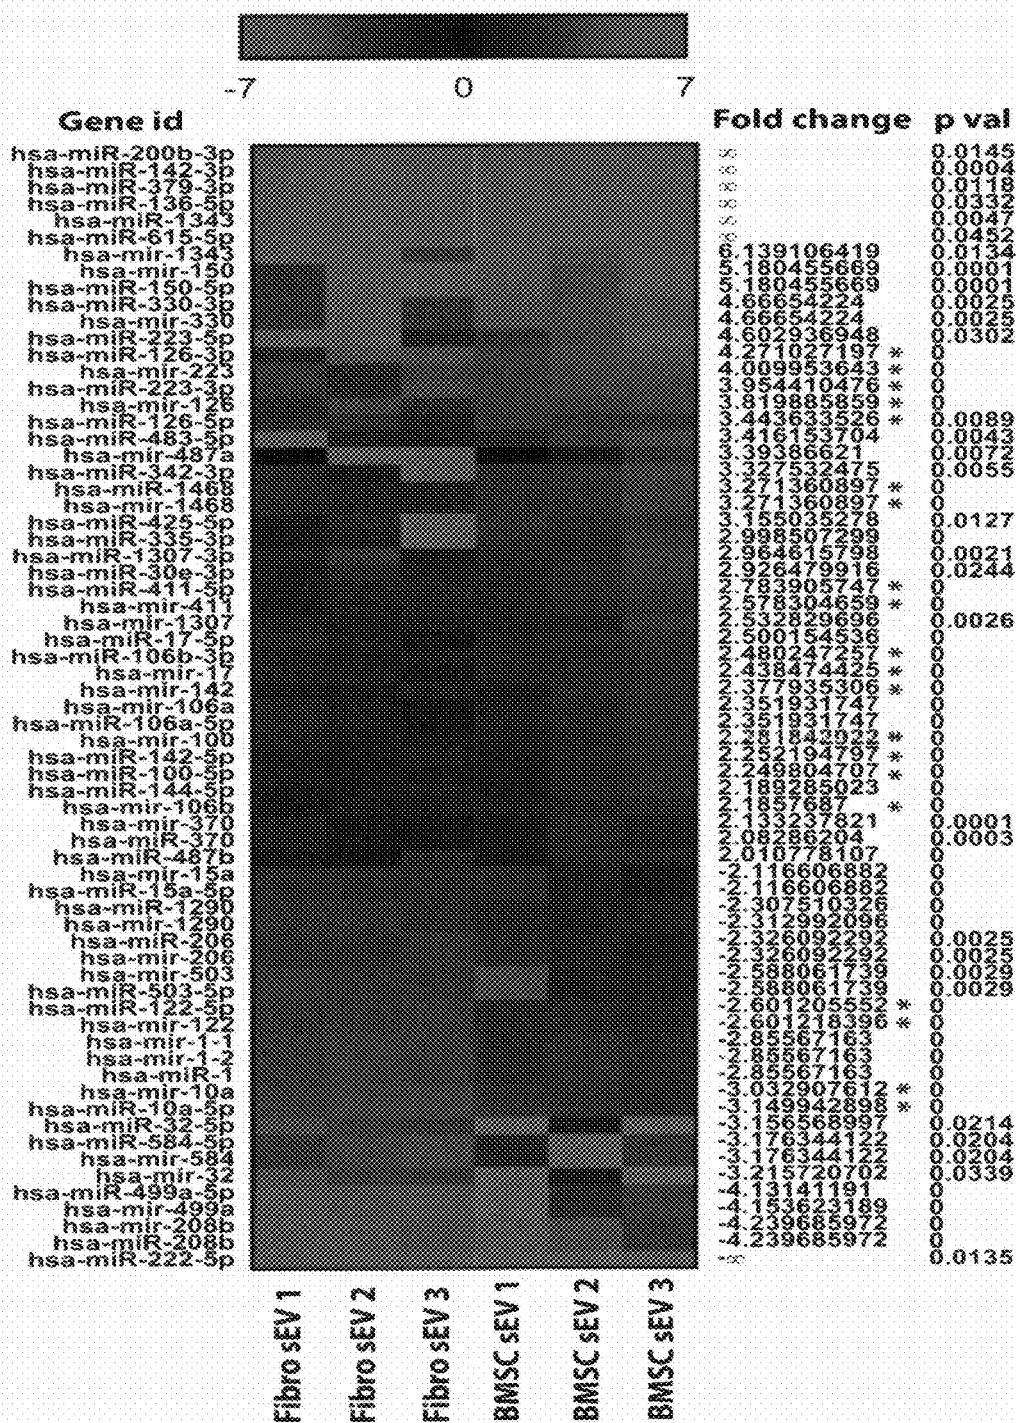 -7 0 7
Gene id Fold change p val
hsa-miR-200b-3p ∞ 0.0145
hsa-miR-142-3p ∞ 0.0004
hsa-miR-379-3p ∞ 0.0118
hsa-miR-136-5p ∞ 0.0332
hsa-miR-1343 ∞ 0.0047
hsa-miR-615-5p ∞ 0.0452
hsa-mir-1343 6.139106419 0.0134
hsa-mir-150 5.180455669 0.0001
hsa-miR-150-5p 5.180455669 0.0001
hsa-miR-330-3p 4.66654224 0.0025
hsa-mir-330 4.66654224 0.0025
hsa-miR-223-5p 4.602936948 0.0302
hsa-miR-126-3p 4.271027197 * 0
hsa-mir-223 4.009953643 * 0
hsa-miR-223-3p 3.954410476 * 0
hsa-mir-126 3.819885859 * 0
hsa-miR-126-5p 3.443633526 * 0.0089
hsa-miR-483-5p 3.416153704 0.0043
hsa-mir-487a 3.39386621 0.0072
hsa-miR-342-3p 3.327532475 0.0055
hsa-miR-1468 3.271360897 * 0
hsa-mir-1468 3.271360897 * 0
hsa-miR-425-5p 3.155035278 0.0127
hsa-miR-335-3p 2.998507299 0
hsa-miR-1307-3p 2.964615798 0.0021
hsa-miR-30e-3p 2.926479916 0.0244
hsa-miR-411-5p 2.783905747 * 0
hsa-mir-411 2.578304659 * 0
hsa-mir-1307 2.532829696 0.0026
hsa-miR-17-5p 2.500154536 0
hsa-miR-106b-3p 2.480247257 * 0
hsa-mir-17 2.438474425 * 0
hsa-mir-142 2.377935306 * 0
hsa-mir-106a 2.351931747 0
hsa-miR-106a-5p 2.351931747 0
hsa-mir-100 2.281842022 * 0
hsa-miR-142-5p 2.252194797 * 0
hsa-miR-100-5p 2.249804707 * 0
hsa-miR-144-5p 2.189285023 0
hsa-mir-106b 2.1857687 * 0
hsa-mir-370 2.133237821 0.0001
hsa-miR-370 2.08286204 0.0003
hsa-miR-487b 2.010778107 0
hsa-mir-15a -2.116606882 0
hsa-miR-15a-5p -2.116606882 0
hsa-miR-1290 -2.307510326 0
hsa-mir-1290 -2.312992096 0
hsa-miR-206 -2.326092292 0.0025
hsa-mir-206 -2.326092292 0.0025
hsa-mir-503 -2.588061739 0.0029
hsa-miR-503-5p -2.588061739 0.0029
hsa-miR-122-5p -2.601205552 * 0
hsa-mir-122 -2.601218396 * 0
hsa-mir-1-1 -2.85567163 0
hsa-mir-1-2 -2.85567163 0
hsa-miR-1 -2.85567163 0
hsa-mir-10a -3.032907612 * 0
hsa-miR-10a-5p -3.149942898 * 0
hsa-miR-32-5p -3.156568997 0.0214
hsa-miR-584-5p -3.176344122 0.0204
hsa-mir-584 -3.176344122 0.0204
hsa-mir-32 -3.215720702 0.0339
hsa-miR-499a-5p -4.13141191 0
hsa-mir-499a -4.153623189 0
hsa-mir-208b -4.239685972 0
hsa-miR-208b -4.239685972 0
hsa-miR-222-5p -∞ 0.0135
Fibro sEV 1 Fibro sEV 2 Fibro sEV 3 BMSC sEV 1 BMSC sEV 2 BMSC sEV 3